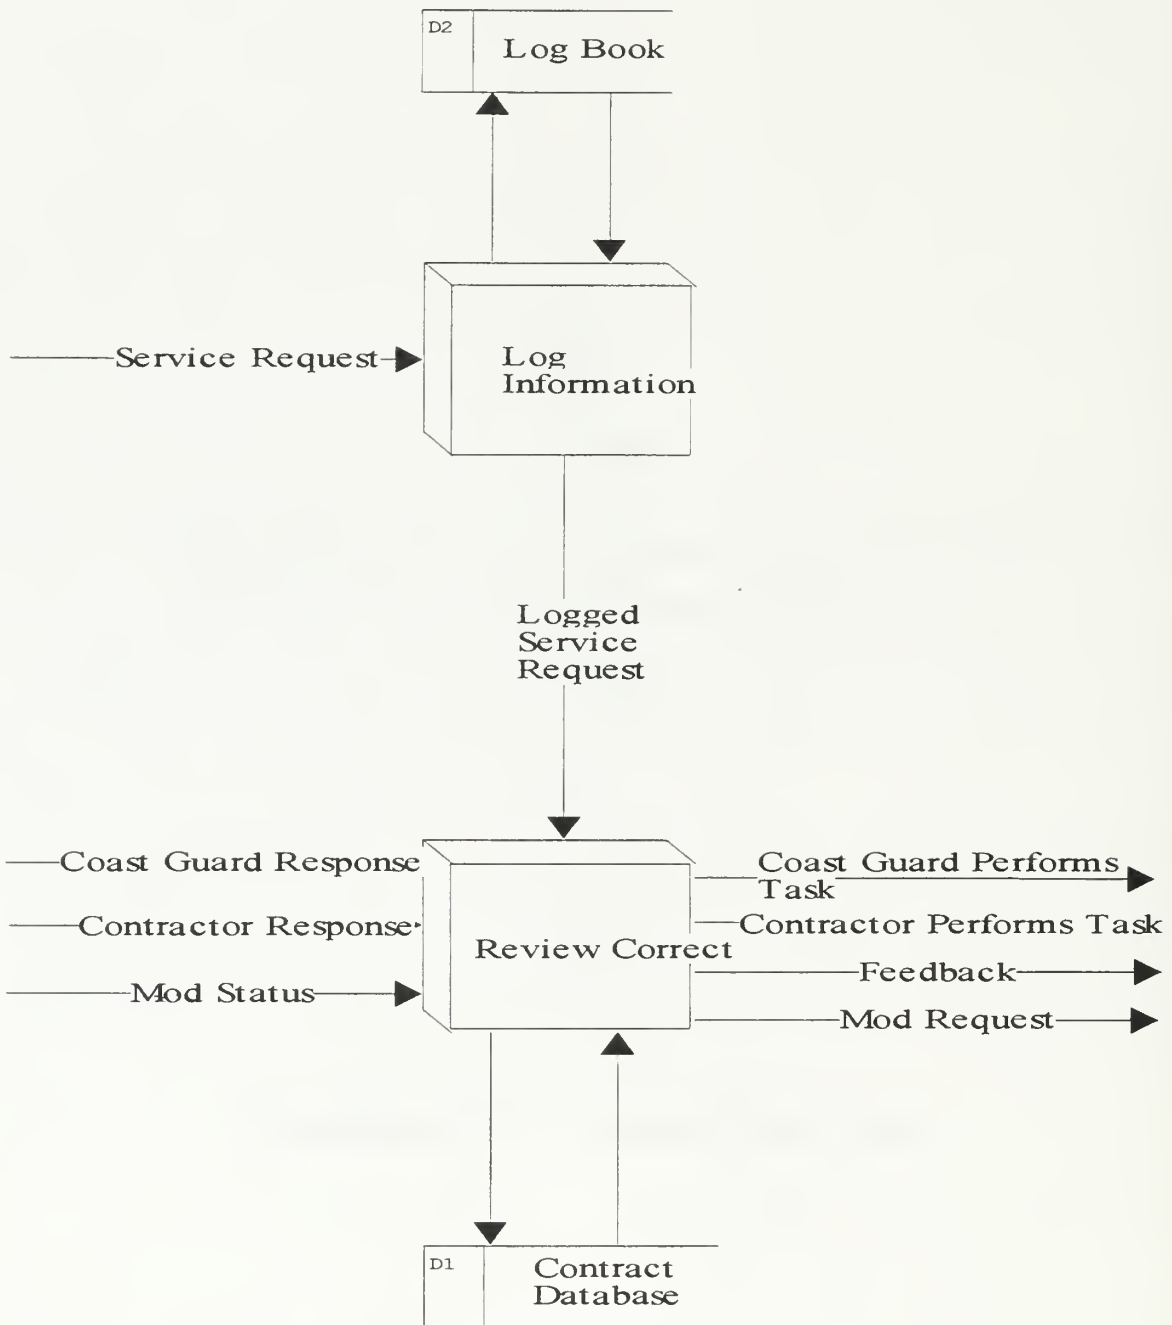 D2
Log Book
Service Request
Log
Information
Logged
Service
Request
Coast Guard Response
Contractor Response
Mod Status
Review Correct
Coast Guard Performs
Task
Contractor Performs Task
Feedback
Mod Request
D1
Contract
Database